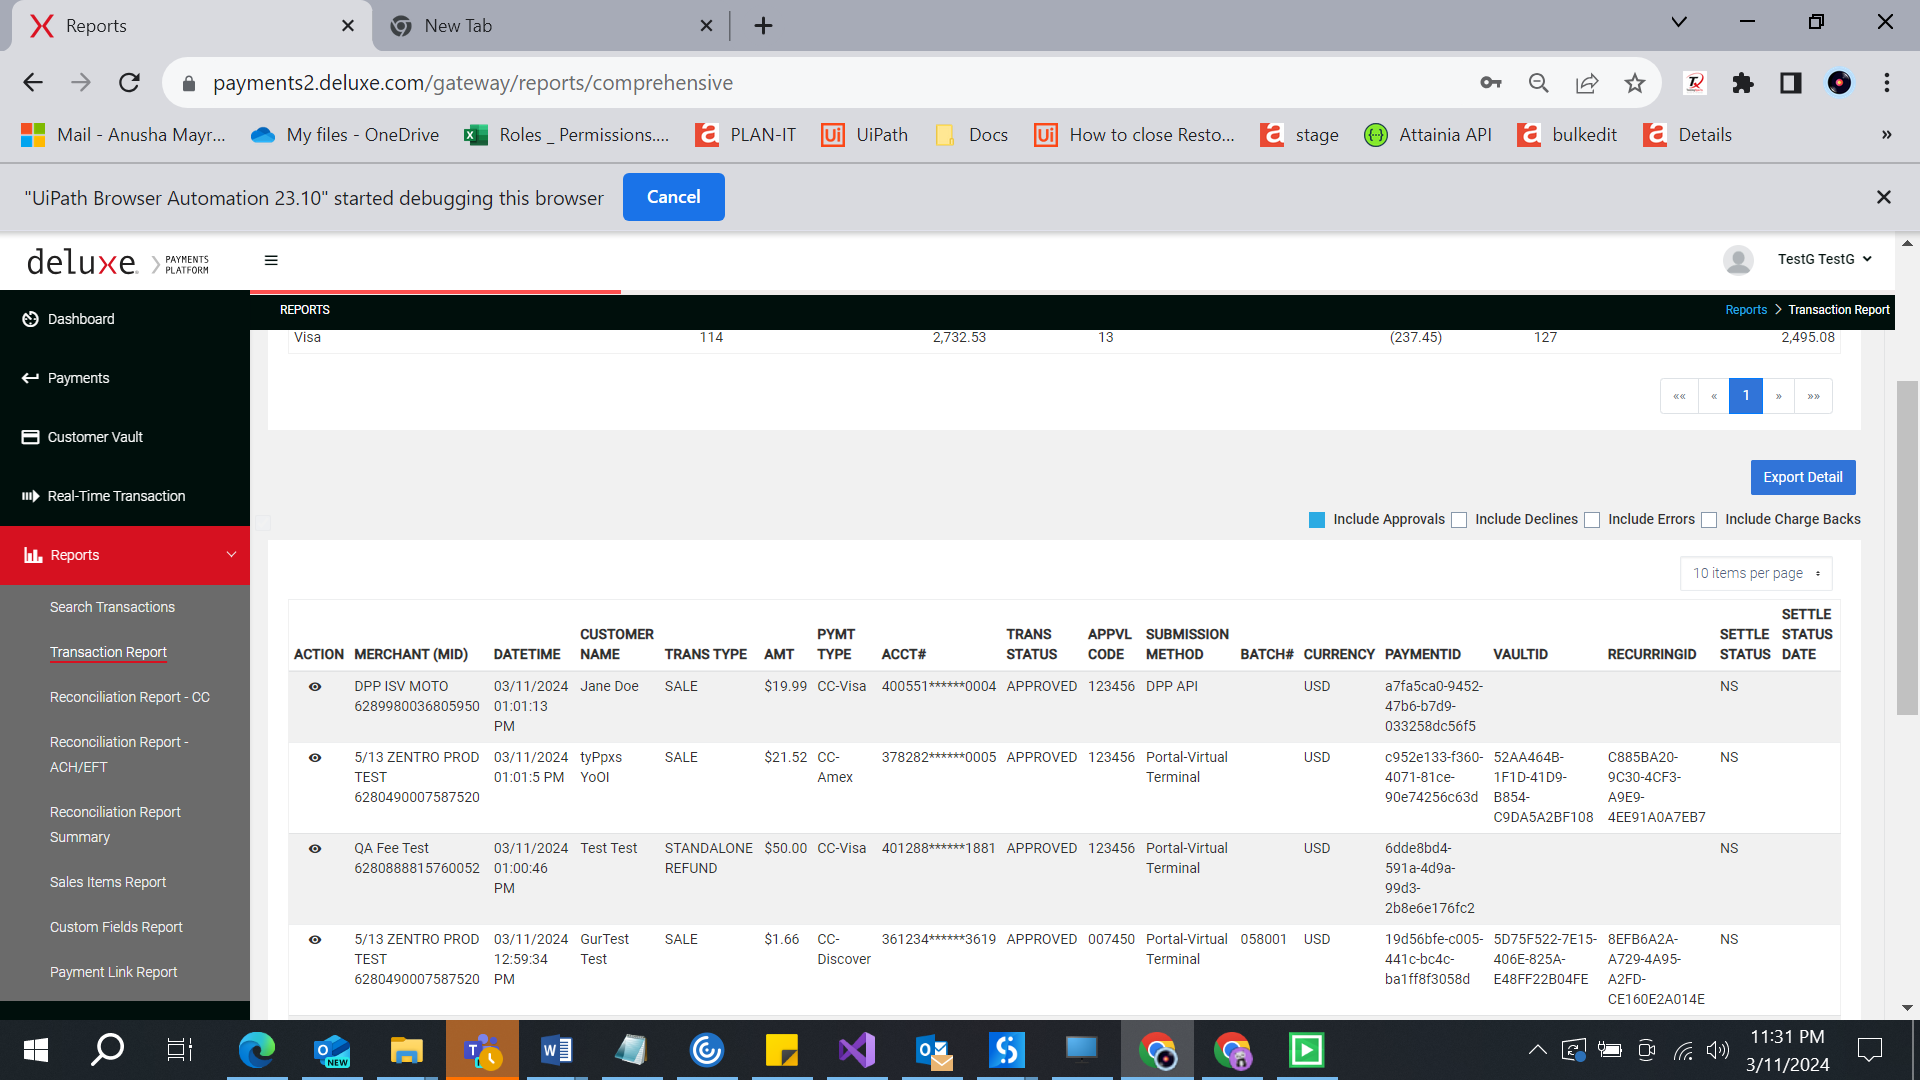 Reports
New Tab
payments2.deluxe.com/gateway/reports/comprehensive
Mail - Anusha Mayr... My files - OneDrive Roles _ Permissions.... PLAN-IT UiPath Docs How to close Resto... stage Attainia API bulkedit Details »
"UiPath Browser Automation 23.10" started debugging this browser Cancel
deluxe. PAYMENTS PLATFORM
TestG TestG
REPORTS
Reports > Transaction Report
Dashboard
Payments
Customer Vault
Real-Time Transaction
Reports
Search Transactions
Transaction Report
Reconciliation Report - CC
Reconciliation Report -
ACH/EFT
Reconciliation Report
Summary
Sales Items Report
Custom Fields Report
Payment Link Report
Visa 114 2,732.53 13 (237.45) 127 2,495.08
«« « 1 » »»
Export Detail
Include Approvals Include Declines Include Errors Include Charge Backs
10 items per page
ACTION MERCHANT (MID) DATETIME CUSTOMER NAME TRANS TYPE AMT PYMT TYPE ACCT# TRANS STATUS APPVL CODE SUBMISSION METHOD BATCH# CURRENCY PAYMENTID VAULTID RECURRINGID SETTLE STATUS SETTLE STATUS DATE
DPP ISV MOTO 03/11/2024 Jane Doe SALE $19.99 CC-Visa 400551******0004 APPROVED 123456 DPP API USD a7fa5ca0-9452- NS
6289980036805950 01:01:13 47b6-b7d9-
PM 033258dc56f5
5/13 ZENTRO PROD 03/11/2024 tyPpxs SALE $21.52 CC- 378282******0005 APPROVED 123456 Portal-Virtual USD c952e133-f360- 52AA464B- C885BA20- NS
TEST 01:01:5 PM YoOI Amex Terminal 4071-81ce- 1F1D-41D9- 9C30-4CF3-
6280490007587520 90e74256c63d B854- A9E9-
C9DA5A2BF108 4EE91A0A7EB7
QA Fee Test 03/11/2024 Test Test STANDALONE $50.00 CC-Visa 401288******1881 APPROVED 123456 Portal-Virtual USD 6dde8bd4- NS
6280888815760052 01:00:46 REFUND Terminal 591a-4d9a-
PM 99d3-
2b8e6e176fc2
5/13 ZENTRO PROD 03/11/2024 GurTest SALE $1.66 CC- 361234******3619 APPROVED 007450 Portal-Virtual 058001 USD 19d56bfe-c005- 5D75F522-7E15- 8EFB6A2A- NS
TEST 12:59:34 Test Discover Terminal 441c-bc4c- 406E-825A- A729-4A95-
6280490007587520 PM ba1ff8f3058d E48FF22B04FE A2FD-
CE160E2A014E
11:31 PM
3/11/2024